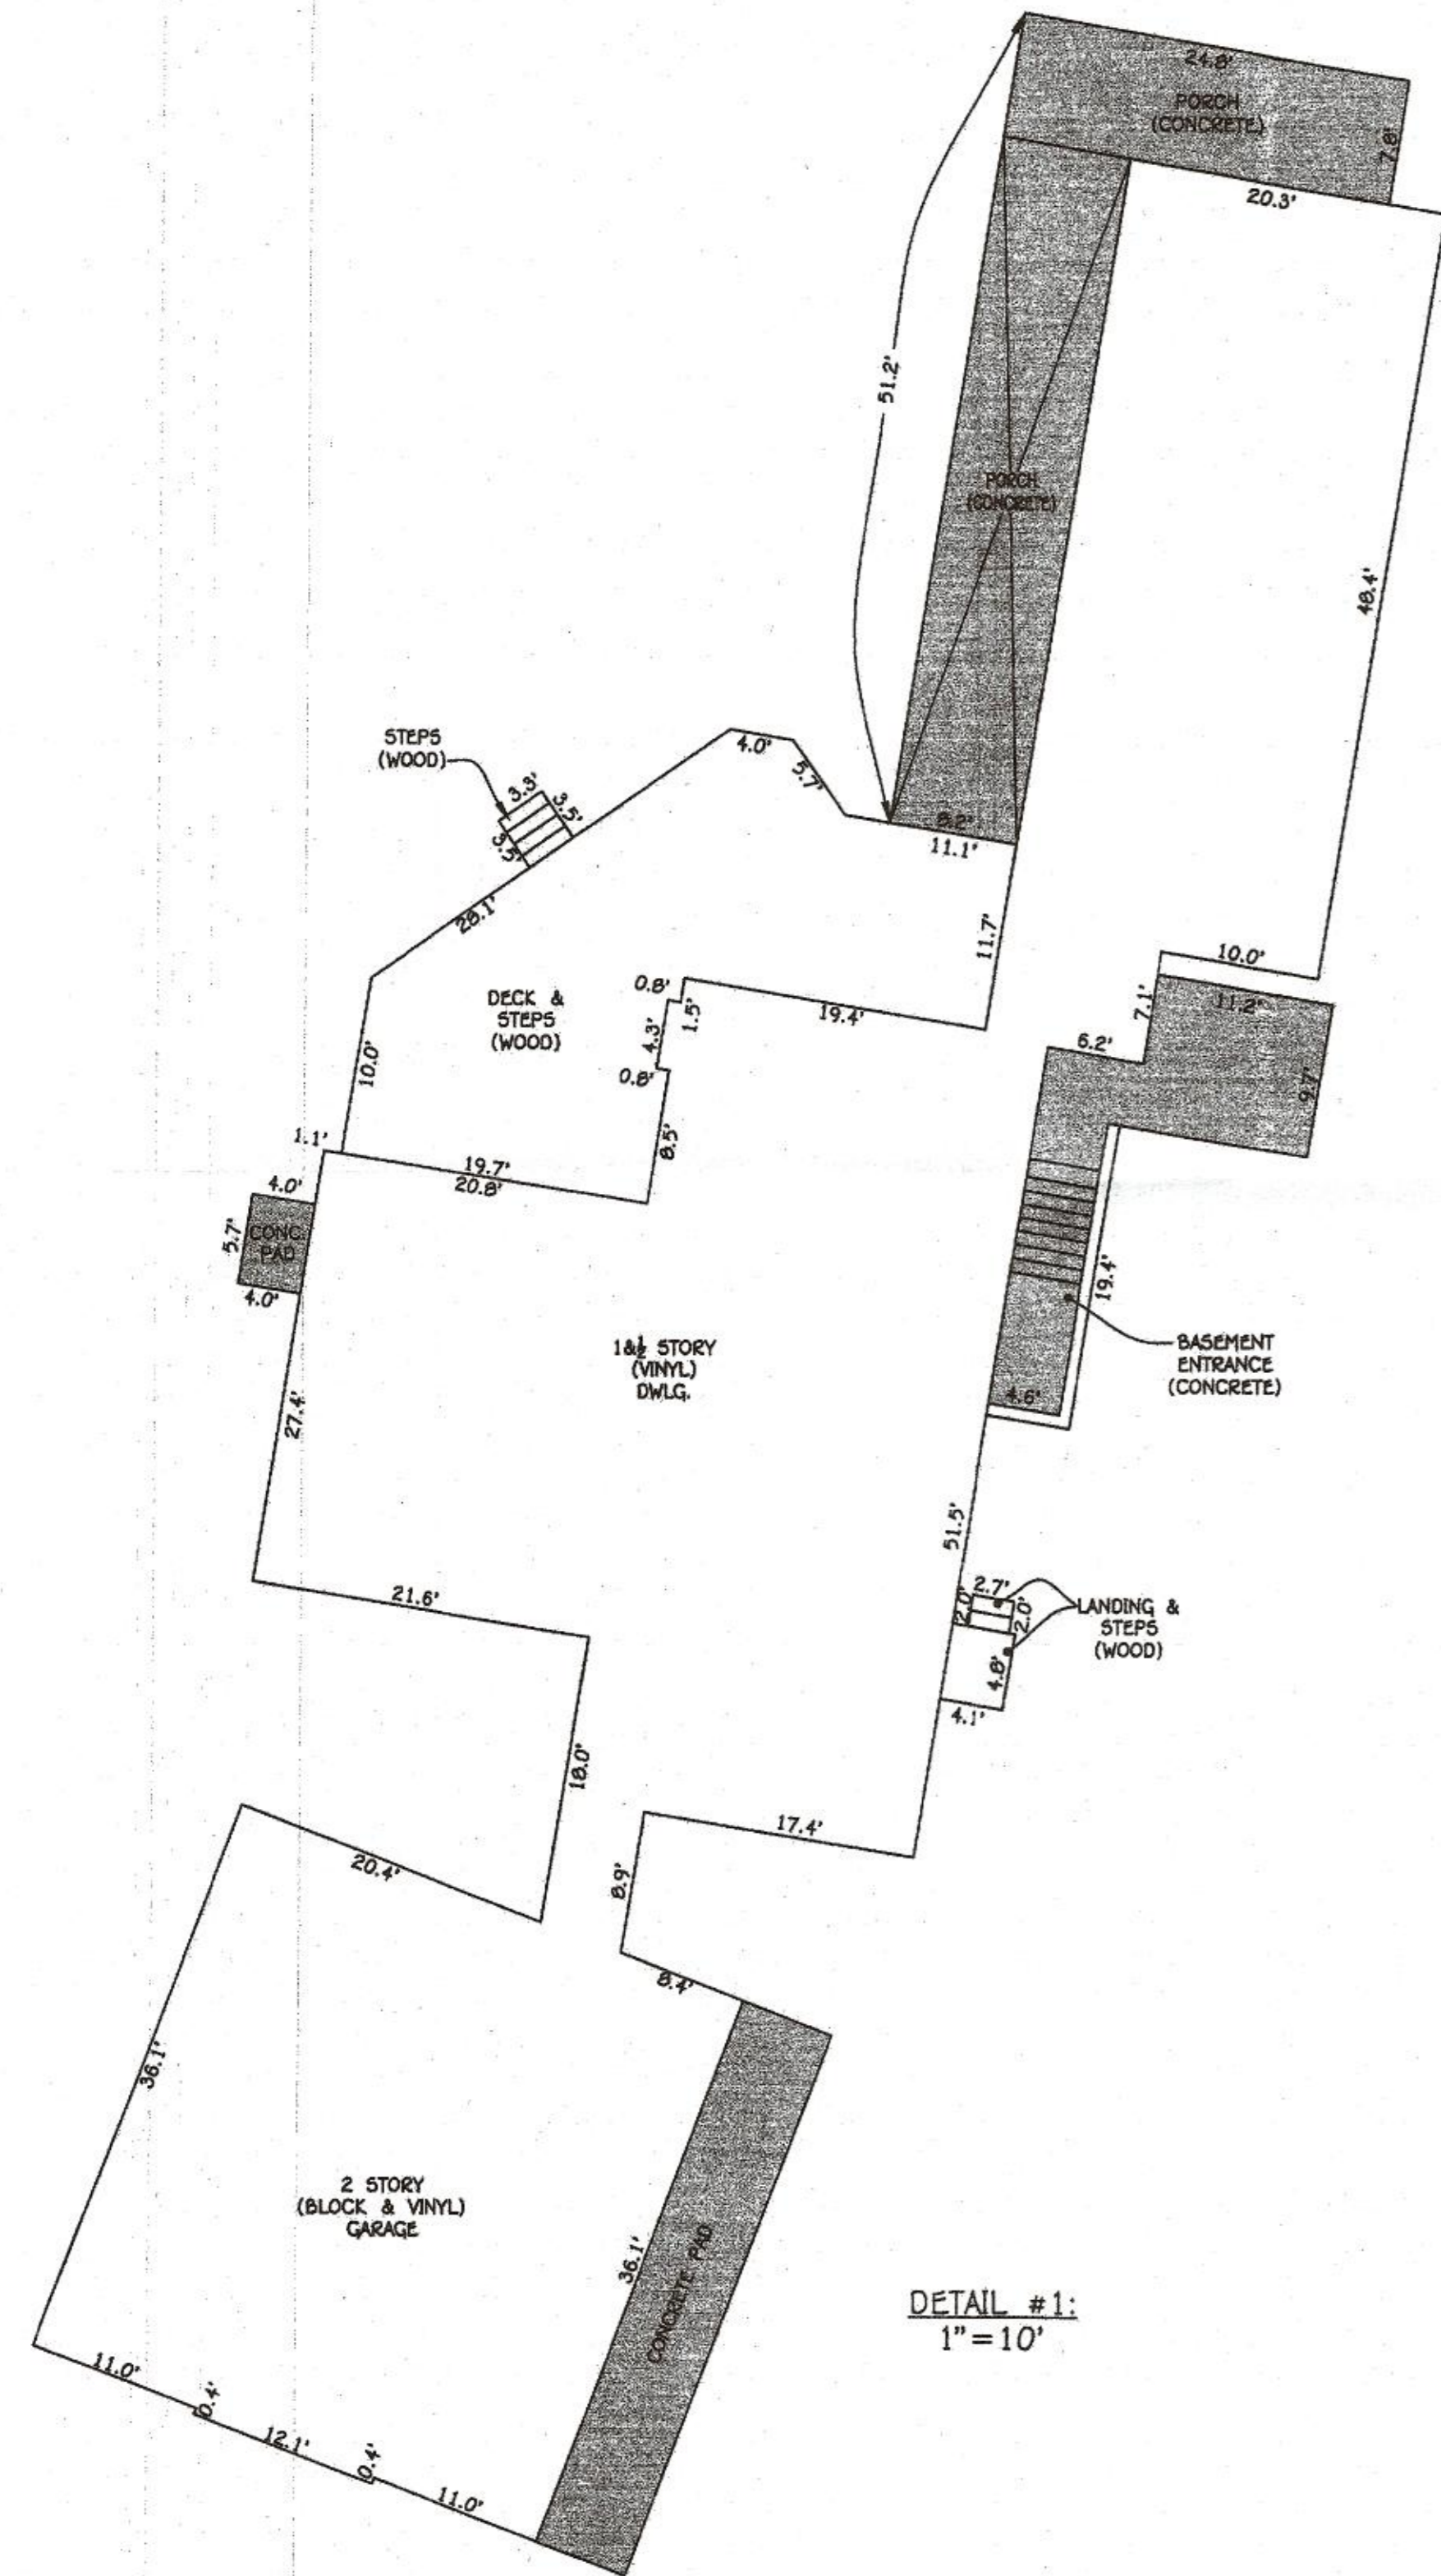 24.8'
PORCH
(CONCRETE)
7.8'
20.3'
51.2'
PORCH
(CONCRETE)
48.4'
STEPS
(WOOD)
3.3'
3.5'
3.5'
4.0'
5.7'
8.2'
11.1'
28.1'
11.7'
10.0'
11.2'
7.1'
6.2'
9.7'
DECK &
STEPS
(WOOD)
0.8'
1.5'
4.3'
0.8'
19.4'
10.0'
8.5'
1.1'
19.7'
20.8'
4.0'
5.7'
CONC.
PAD
4.0'
19.4'
BASEMENT
ENTRANCE
(CONCRETE)
4.6'
1&½ STORY
(VINYL)
DWLG.
27.4'
51.5'
21.6'
2.7'
2.0'
2.0'
LANDING &
STEPS
(WOOD)
4.8'
4.1'
18.0'
17.4'
20.4'
8.9'
8.4'
36.1'
2 STORY
(BLOCK & VINYL)
GARAGE
36.1'
CONCRETE PAD
11.0'
0.4'
12.1'
0.4'
11.0'
DETAIL #1:
1"=10'